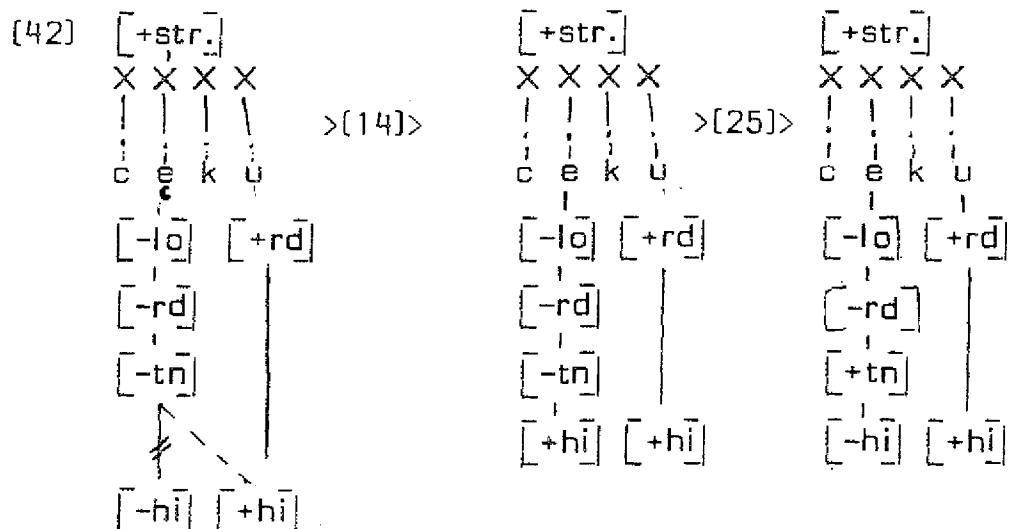 [42] [+str.] [+str.] [+str.]
X X X X X X X X X X X X
>[14]> >[25]>
c e k u c e k u c e k u
[-lo] [+rd] [-lo] [+rd] [-lo] [+rd]
[-rd] [-rd] [-rd]
[-tn] [-tn] [+tn]
[+hi] [+hi] [-hi] [+hi]
[-hi] [+hi]